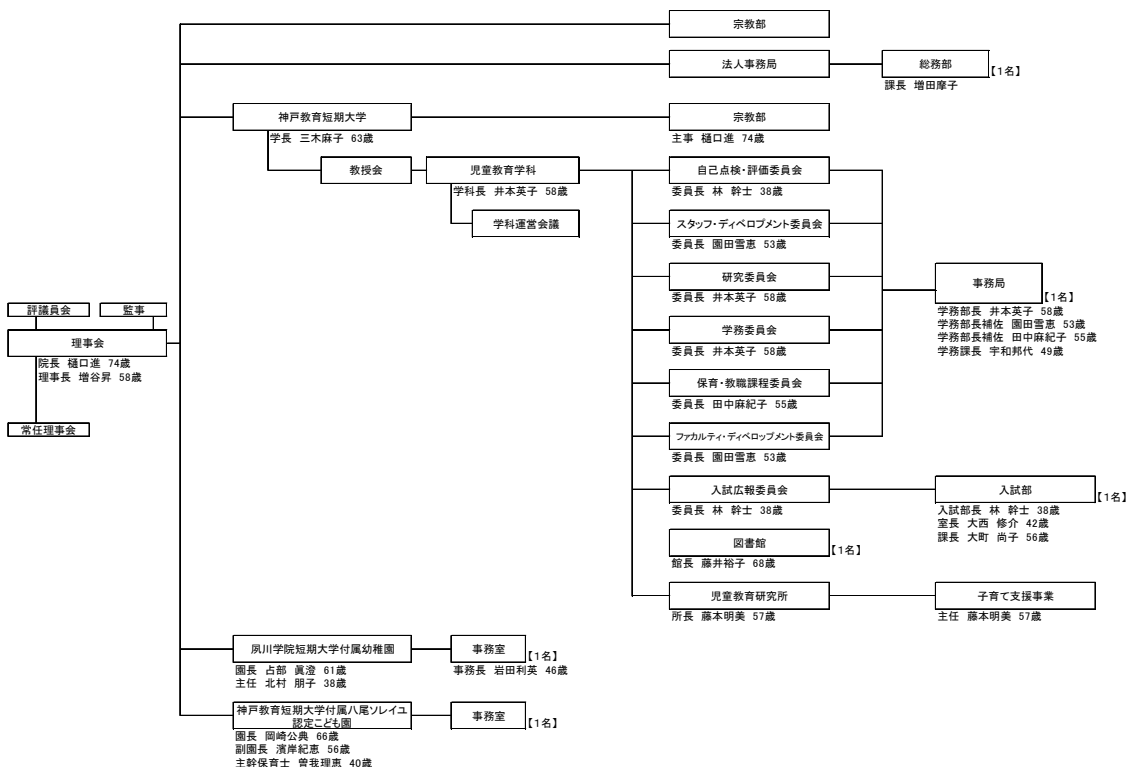 宗教部
法人事務局
総務部
【1名】
課長 増田摩子
神戸教育短期大学
学長 三木麻子 63歳
宗教部
主事 樋口進 74歳
教授会
児童教育学科
学科長 井本英子 58歳
学科運営会議
自己点検・評価委員会
委員長 林 幹士 38歳
スタッフ・ディベロプメント委員会
委員長 園田雪恵 53歳
研究委員会
委員長 井本英子 58歳
学務委員会
委員長 井本英子 58歳
保育・教職課程委員会
委員長 田中麻紀子 55歳
ファカルティ・ディベロップメント委員会
委員長 園田雪恵 53歳
事務局
【1名】
学務部長 井本英子 58歳
学務部長補佐 園田雪恵 53歳
学務部長補佐 田中麻紀子 55歳
学務課長 宇和邦代 49歳
評議員会
監事
理事会
院長 樋口進 74歳
理事長 増谷昇 58歳
常任理事会
入試広報委員会
委員長 林 幹士 38歳
入試部
【1名】
入試部長 林 幹士 38歳
室長 大西 修介 42歳
課長 大町 尚子 56歳
図書館
【1名】
館長 藤井裕子 68歳
児童教育研究所
所長 藤本明美 57歳
子育て支援事業
主任 藤本明美 57歳
夙川学院短期大学付属幼稚園
園長 占部 眞澄 61歳
主任 北村 朋子 38歳
事務室
【1名】
事務長 岩田利英 46歳
神戸教育短期大学付属八尾ソレイユ
認定こども園
園長 岡崎公典 66歳
副園長 濱岸紀恵 56歳
主幹保育士 曽我理恵 40歳
事務室
【1名】